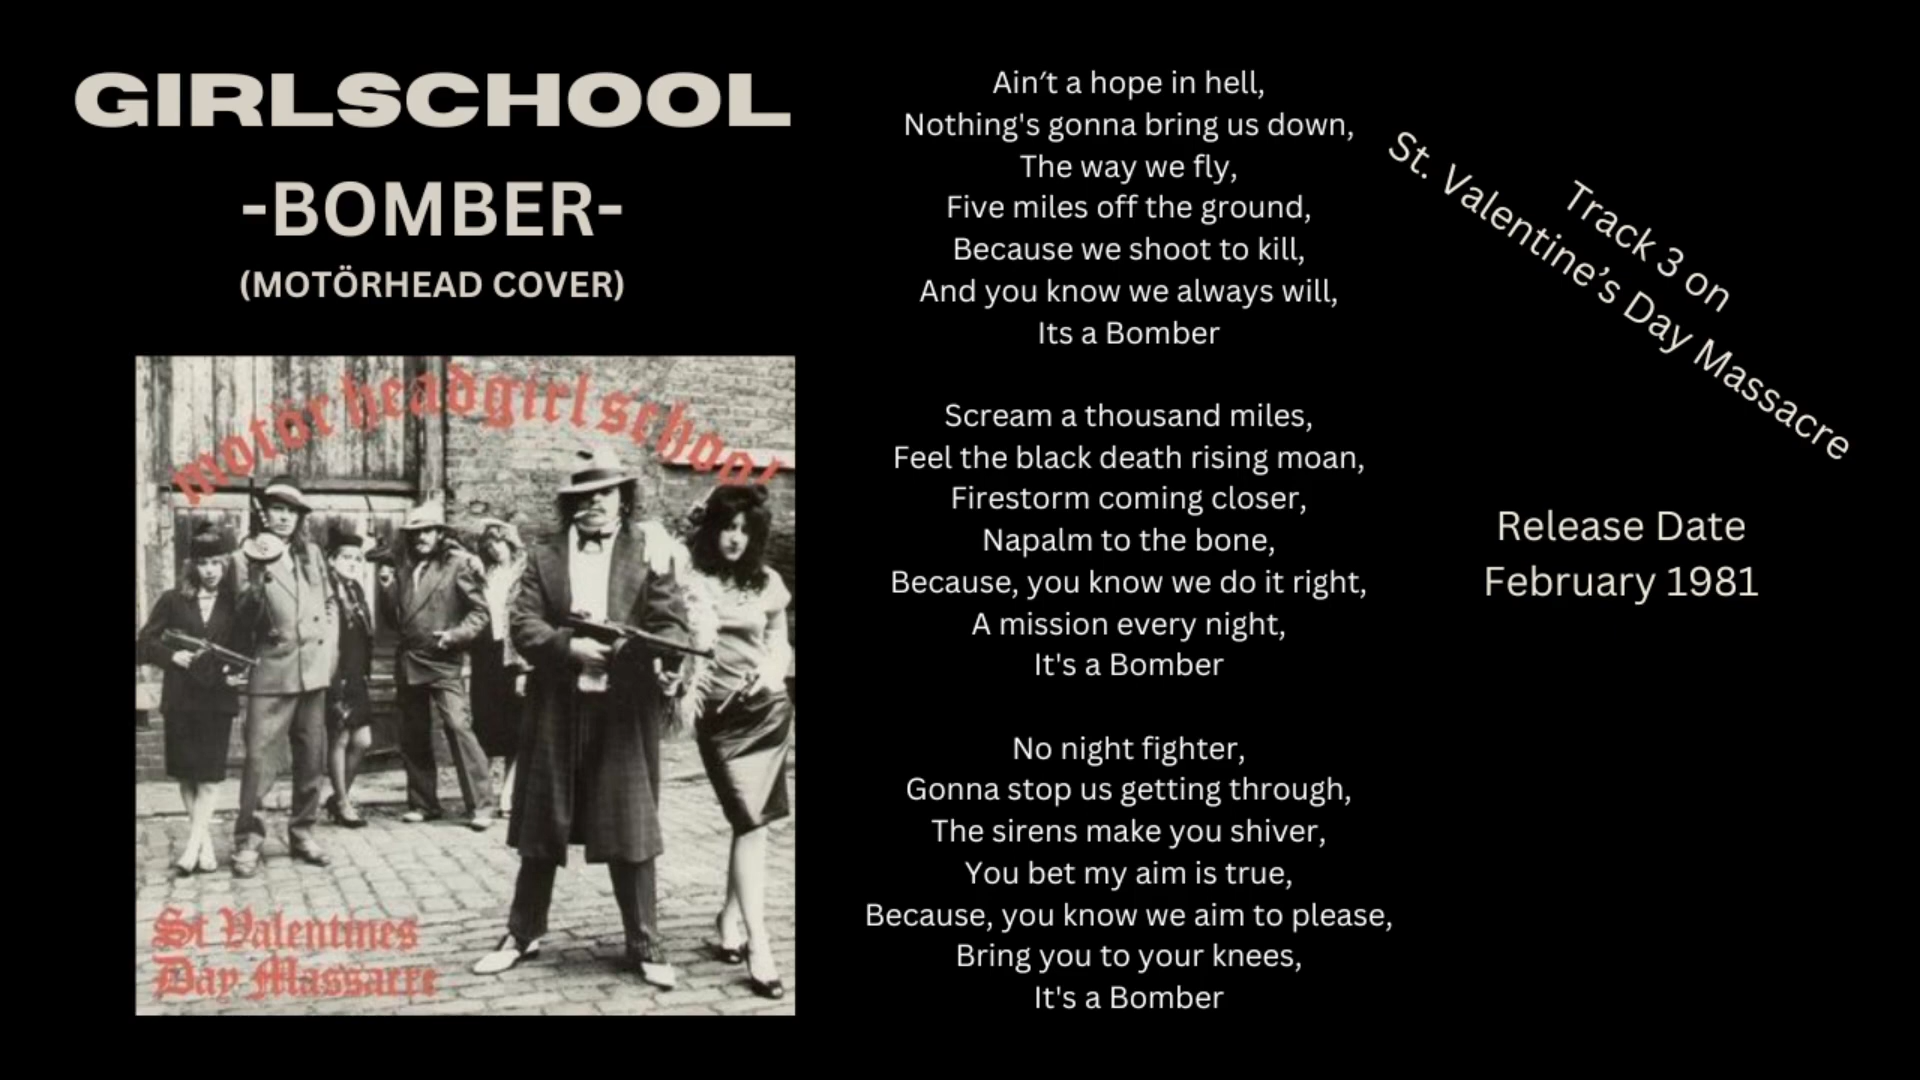 GIRLSCHOOL
-BOMBER-
(MOTÖRHEAD COVER)
motörheadgirlschool
St Valentines
Day Massacre
Ain′t a hope in hell,
Nothing's gonna bring us down,
The way we fly,
Five miles off the ground,
Because we shoot to kill,
And you know we always will,
Its a Bomber
Scream a thousand miles,
Feel the black death rising moan,
Firestorm coming closer,
Napalm to the bone,
Because, you know we do it right,
A mission every night,
It's a Bomber
No night fighter,
Gonna stop us getting through,
The sirens make you shiver,
You bet my aim is true,
Because, you know we aim to please,
Bring you to your knees,
It's a Bomber
Track 3 on
St. Valentine’s Day Massacre
Release Date
February 1981